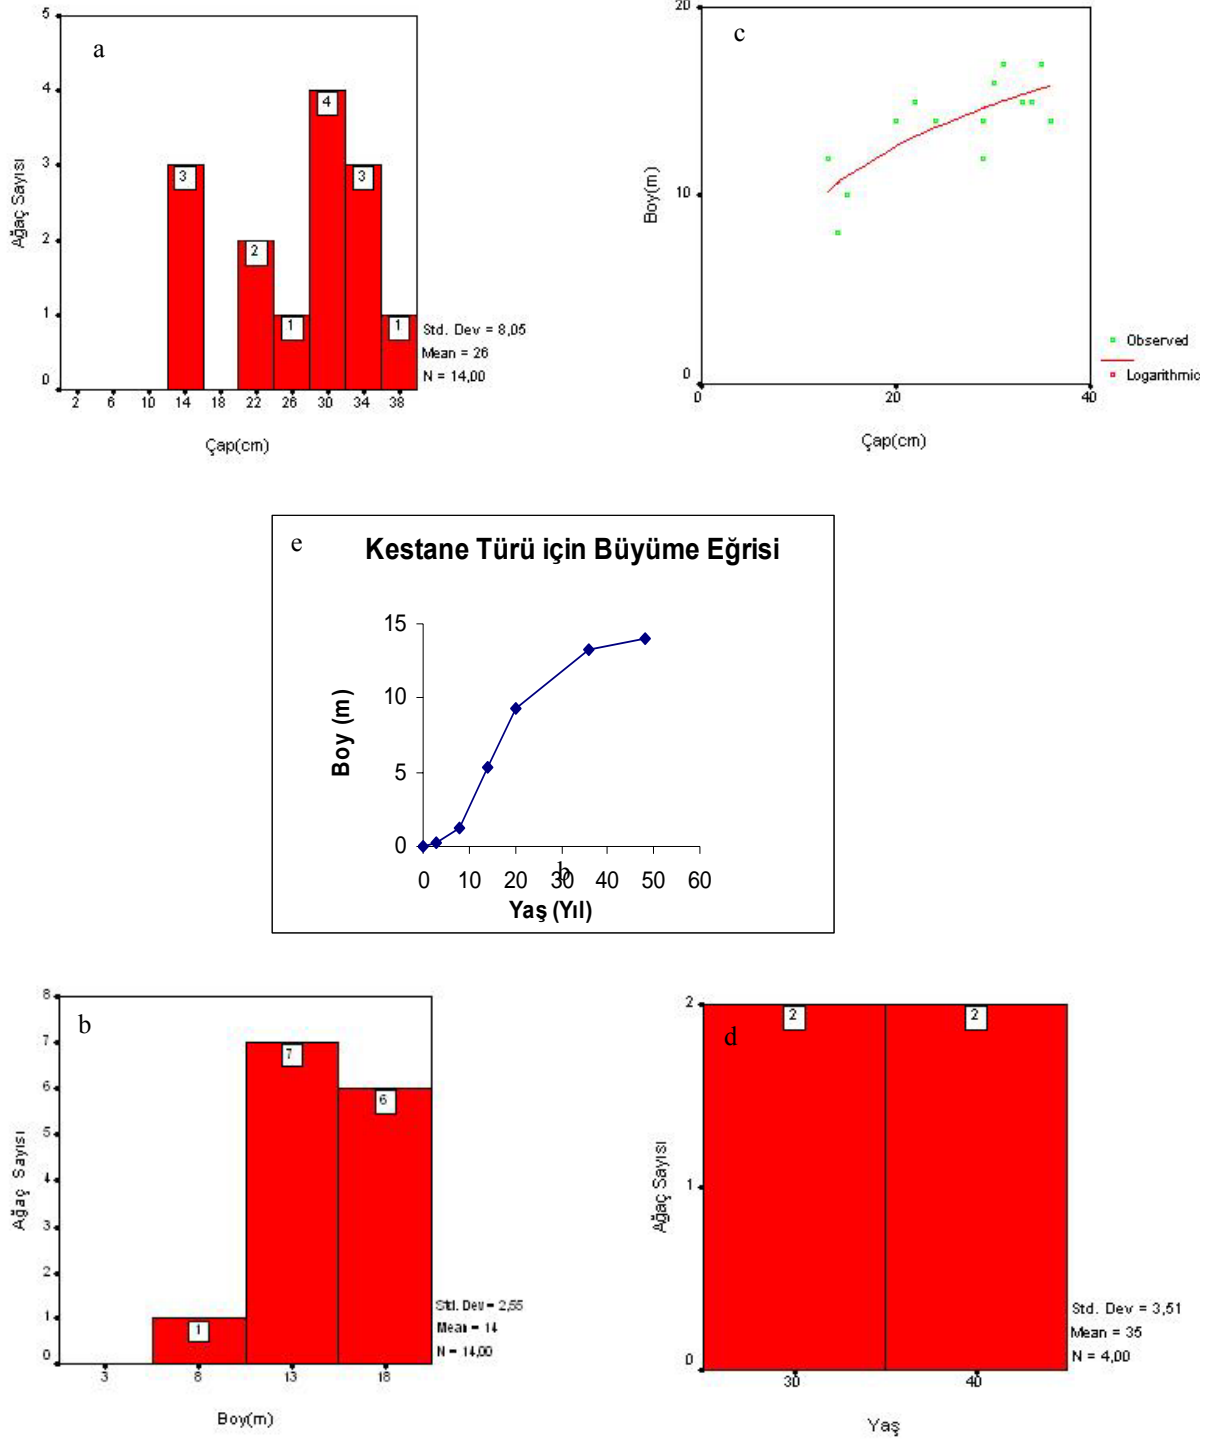 a
5
4
3
2
1
0
Ağaç Sayısı
3
2
1
4
3
1
2 6 10 14 18 22 26 30 34 38
Çap(cm)
Std. Dev = 8,05
Mean = 26
N = 14,00
c
20
10
0
Boy(m)
0 20 40
Çap(cm)
Observed
Logarithmic
e
Kestane Türü için Büyüme Eğrisi
15
10
5
0
Boy (m)
0 10 20 30 40 50 60
b
Yaş (Yıl)
b
8
7
6
5
4
3
2
1
0
Ağaç Sayısı
1
7
6
3 8 13 18
Boy(m)
Std. Dev = 2,55
Mean = 14
N = 14,00
d
2
1
0
Ağaç Sayısı
2
2
30 40
Yaş
Std. Dev = 3,51
Mean = 35
N = 4,00